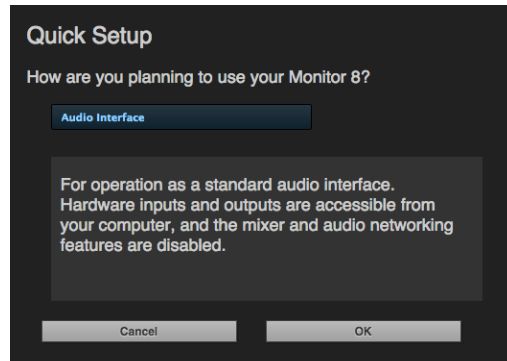 Quick Setup
How are you planning to use your Monitor 8?
Audio Interface
For operation as a standard audio interface.
Hardware inputs and outputs are accessible from
your computer, and the mixer and audio networking
features are disabled.
Cancel
OK